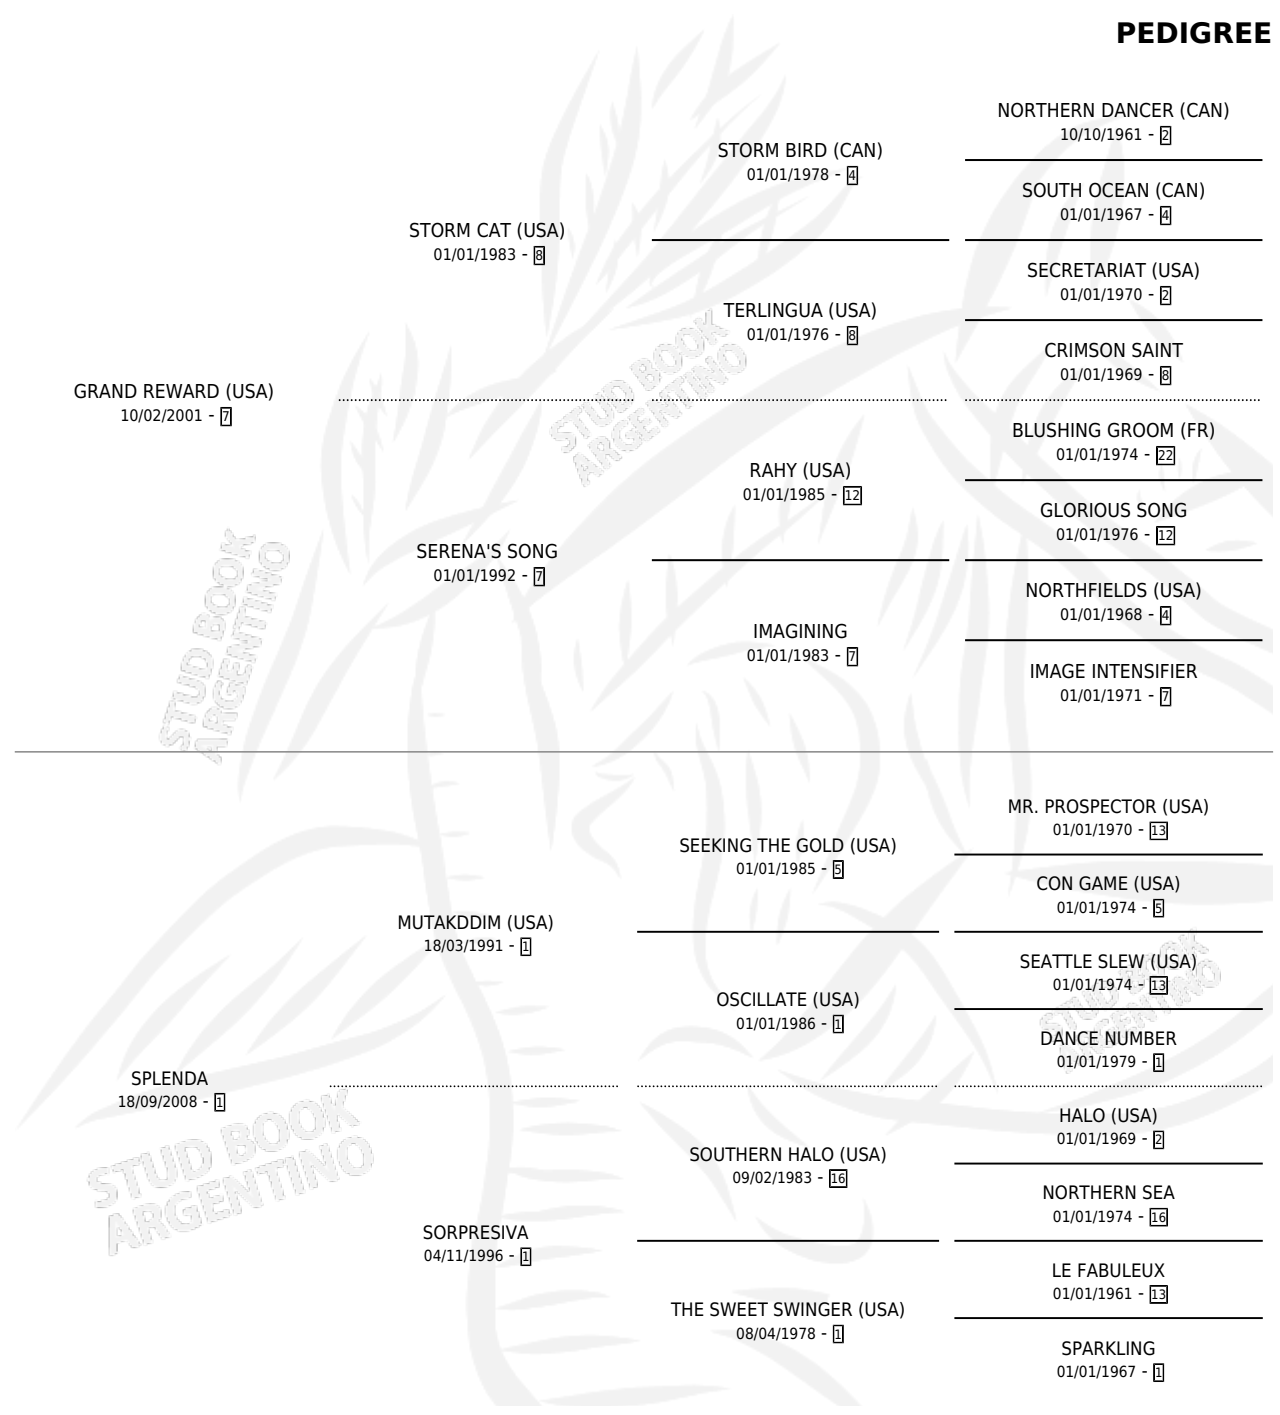 PEDIGREE
NORTHERN DANCER (CAN)
10/10/1961 - 2
STORM BIRD (CAN)
01/01/1978 - 4
SOUTH OCEAN (CAN)
01/01/1967 - 4
STORM CAT (USA)
01/01/1983 - 8
SECRETARIAT (USA)
01/01/1970 - 2
TERLINGUA (USA)
01/01/1976 - 8
CRIMSON SAINT
01/01/1969 - 8
GRAND REWARD (USA)
10/02/2001 - 7
STUD BOOK
ARGENTINO
BLUSHING GROOM (FR)
01/01/1974 - 22
RAHY (USA)
01/01/1985 - 12
GLORIOUS SONG
01/01/1976 - 12
SERENA'S SONG
01/01/1992 - 7
NORTHFIELDS (USA)
01/01/1968 - 4
IMAGINING
01/01/1983 - 7
IMAGE INTENSIFIER
01/01/1971 - 7
STUD BOOK
ARGENTINO
MR. PROSPECTOR (USA)
01/01/1970 - 13
SEEKING THE GOLD (USA)
01/01/1985 - 5
CON GAME (USA)
01/01/1974 - 5
MUTAKDDIM (USA)
18/03/1991 - 1
SEATTLE SLEW (USA)
01/01/1974 - 13
OSCILLATE (USA)
01/01/1986 - 1
STUD BOOK
ARGENTINO
DANCE NUMBER
01/01/1979 - 1
SPLENDA
18/09/2008 - 1
HALO (USA)
01/01/1969 - 2
SOUTHERN HALO (USA)
09/02/1983 - 16
STUD BOOK
ARGENTINO
NORTHERN SEA
01/01/1974 - 16
SORPRESIVA
04/11/1996 - 1
LE FABULEUX
01/01/1961 - 13
THE SWEET SWINGER (USA)
08/04/1978 - 1
SPARKLING
01/01/1967 - 1